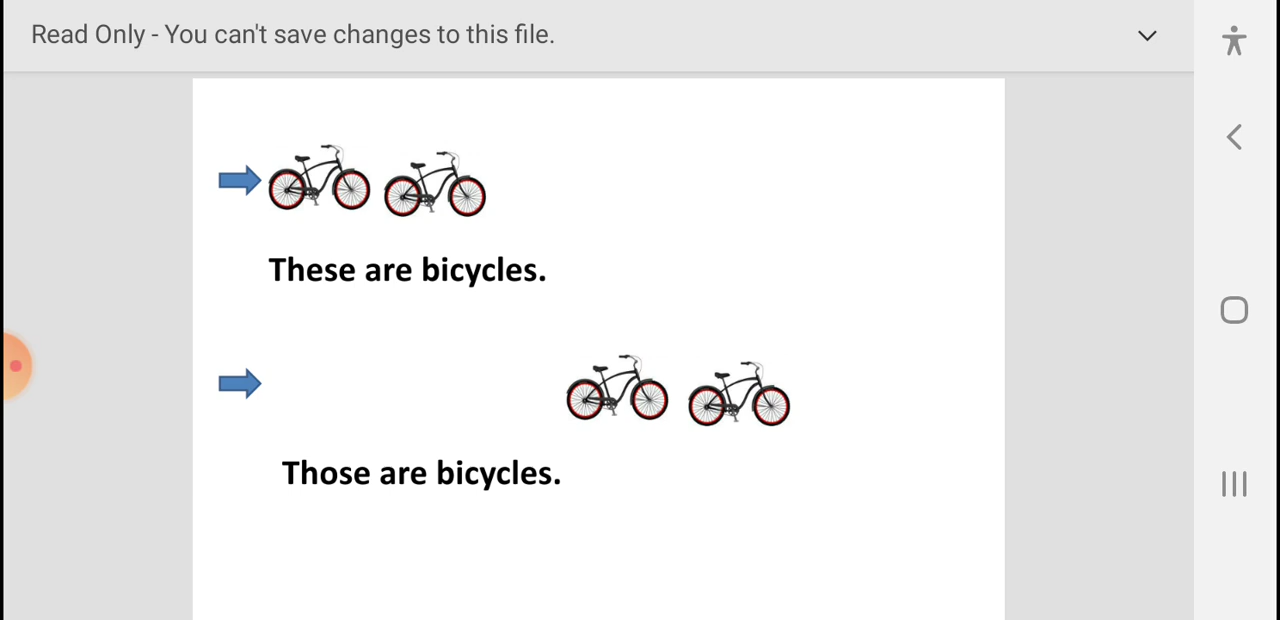 Read Only - You can't save changes to this file.
These are bicycles.
Those are bicycles.